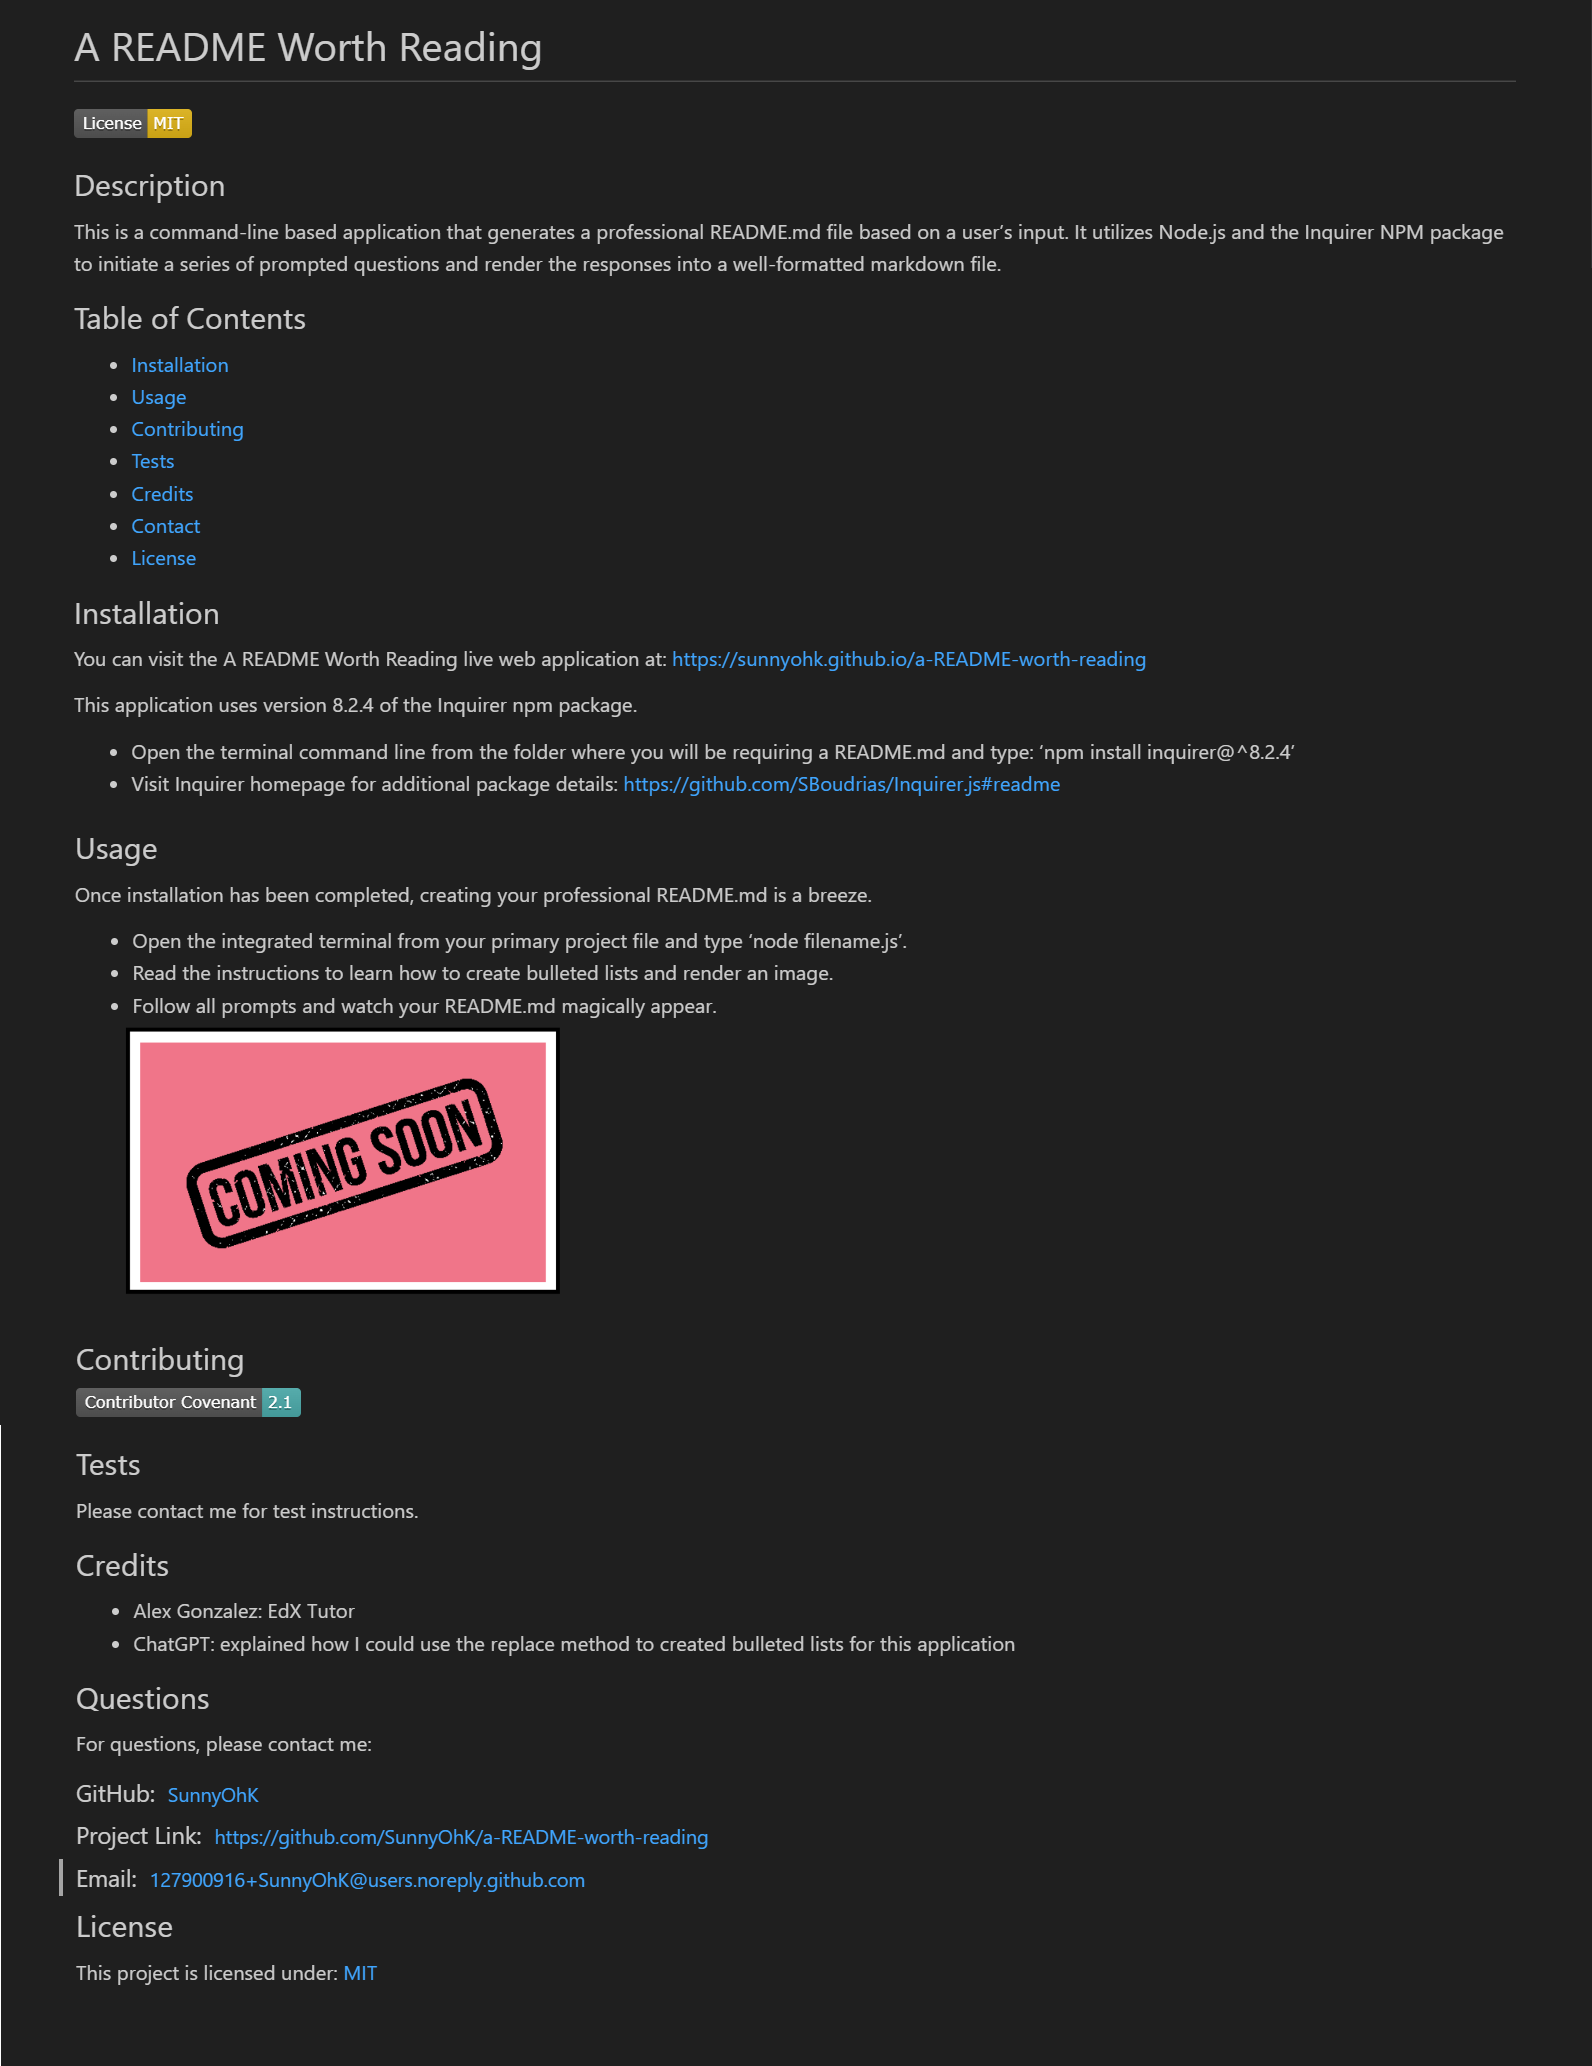 A README Worth Reading
License MIT
Description
This is a command-line based application that generates a professional README.md file based on a user’s input. It utilizes Node.js and the Inquirer NPM package
to initiate a series of prompted questions and render the responses into a well-formatted markdown file.
Table of Contents
• Installation
• Usage
• Contributing
• Tests
• Credits
• Contact
• License
Installation
You can visit the A README Worth Reading live web application at: https://sunnyohk.github.io/a-README-worth-reading
This application uses version 8.2.4 of the Inquirer npm package.
• Open the terminal command line from the folder where you will be requiring a README.md and type: ‘npm install inquirer@^8.2.4’
• Visit Inquirer homepage for additional package details: https://github.com/SBoudrias/Inquirer.js#readme
Usage
Once installation has been completed, creating your professional README.md is a breeze.
• Open the integrated terminal from your primary project file and type ‘node filename.js’.
• Read the instructions to learn how to create bulleted lists and render an image.
• Follow all prompts and watch your README.md magically appear.
COMING SOON
Contributing
Contributor Covenant 2.1
Tests
Please contact me for test instructions.
Credits
• Alex Gonzalez: EdX Tutor
• ChatGPT: explained how I could use the replace method to created bulleted lists for this application
Questions
For questions, please contact me:
GitHub: SunnyOhK
Project Link: https://github.com/SunnyOhK/a-README-worth-reading
Email: 127900916+SunnyOhK@users.noreply.github.com
License
This project is licensed under: MIT